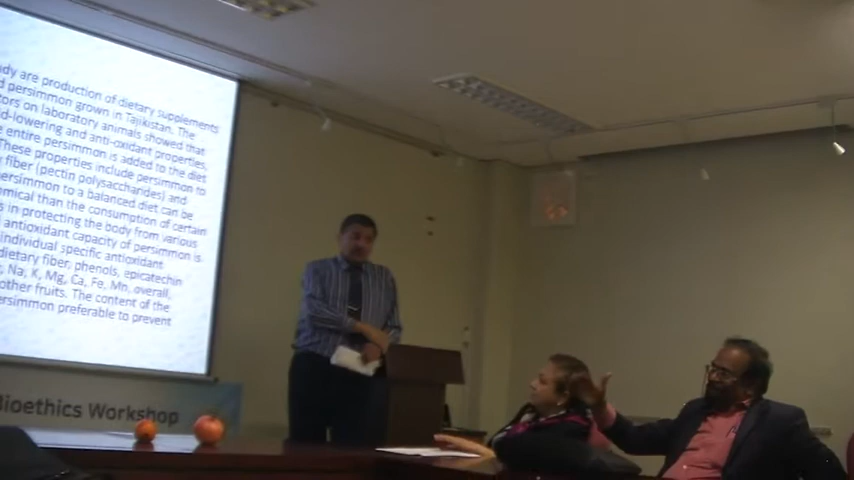 dy are production of dietary supplements
d persimmon grown in Tajikistan. The
tors on laboratory animals showed that
id-lowering and anti-oxidant properties,
e entire persimmon is added to the diet
These properties include persimmon
y fiber (pectin polysaccharides) and
persimmon to a balanced diet can be
mical than the consumption of certain
s in protecting the body from various
antioxidant capacity of persimmon is
individual specific antioxidant
dietary fiber, phenols, epicatechin
, Na, K, Mg, Ca, Fe, Mn, overall,
other fruits. The content of the
ersimmon preferable to prevent
Bioethics Workshop